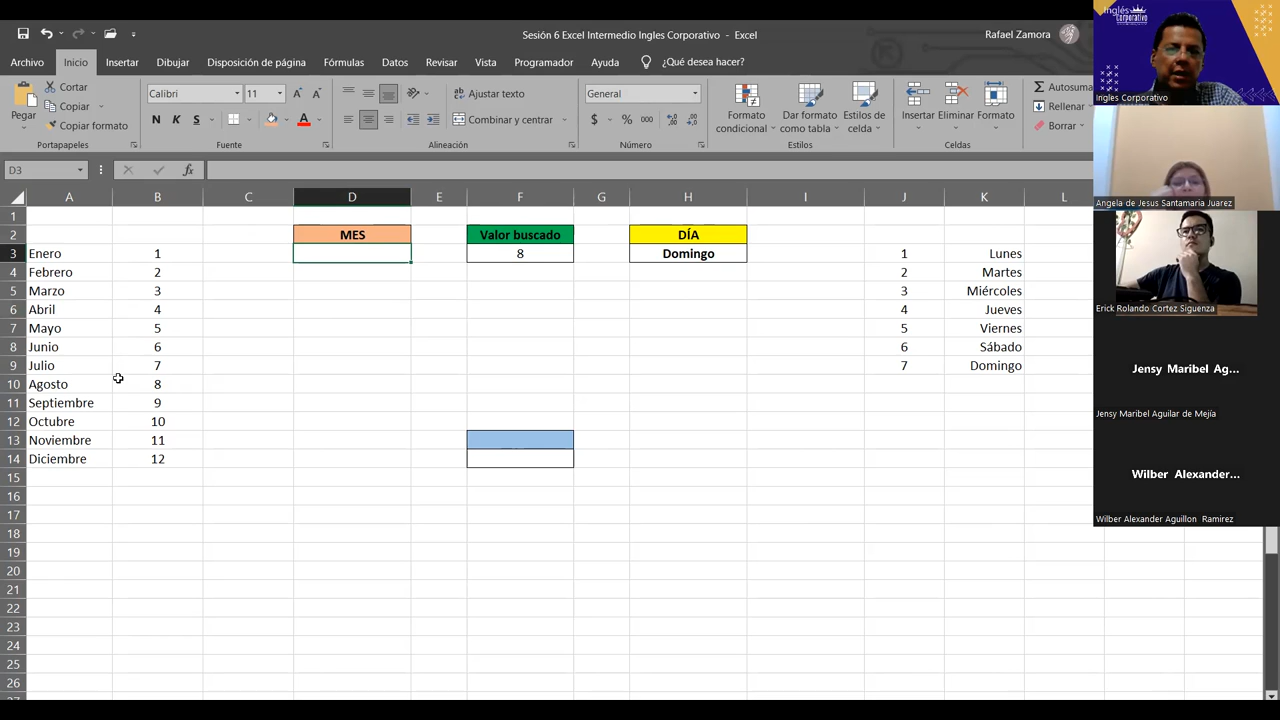 Sesión 6 Excel Intermedio Ingles Corporativo - Excel
Rafael Zamora
Archivo Inicio Insertar Dibujar Disposición de página Fórmulas Datos Revisar Vista Programador Ayuda ¿Qué desea hacer?
Pegar
Cortar
Copiar
Copiar formato
Portapapeles
Calibri 11
N K S
Fuente
Ajustar texto
Combinar y centrar
Alineación
General
$ % 000
Número
Formato condicional
Dar formato como tabla
Estilos de celda
Estilos
Insertar Eliminar Formato
Celdas
Autosuma
Rellenar
Borrar
D3
fx
A B C D E F G H I J K L
1
2 MES Valor buscado DÍA
3 Enero 1 8 Domingo 1 Lunes
4 Febrero 2 2 Martes
5 Marzo 3 3 Miércoles
6 Abril 4 4 Jueves
7 Mayo 5 5 Viernes
8 Junio 6 6 Sábado
9 Julio 7 7 Domingo
10 Agosto 8
11 Septiembre 9
12 Octubre 10
13 Noviembre 11
14 Diciembre 12
15
16
17
18
19
20
21
22
23
24
25
26
Inglés
Corporativo
Ingles Corporativo
Angela de Jesus Santamaria Juarez
Erick Rolando Cortez Siguenza
Jensy Maribel Ag...
Jensy Maribel Aguilar de Mejía
Wilber Alexander...
Wilber Alexander Aguillon Ramirez